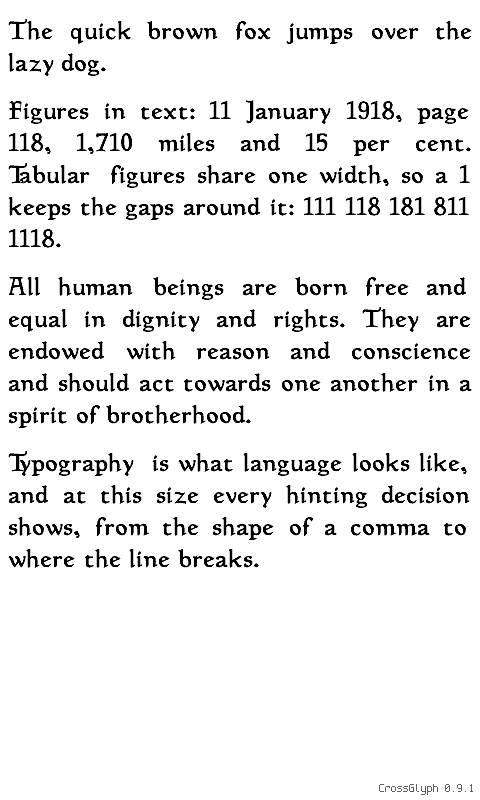 The quick brown fox jumps over the
lazy dog.
Figures in text: 11 January 1918, page
118, 1,710 miles and 15 per cent.
Tabular figures share one width, so a 1
keeps the gaps around it: 111 118 181 811
1118.
All human beings are born free and
equal in dignity and rights. They are
endowed with reason and conscience
and should act towards one another in a
spirit of brotherhood.
Typography is what language looks like,
and at this size every hinting decision
shows, from the shape of a comma to
where the line breaks.
CrossGlyph 0.9.1